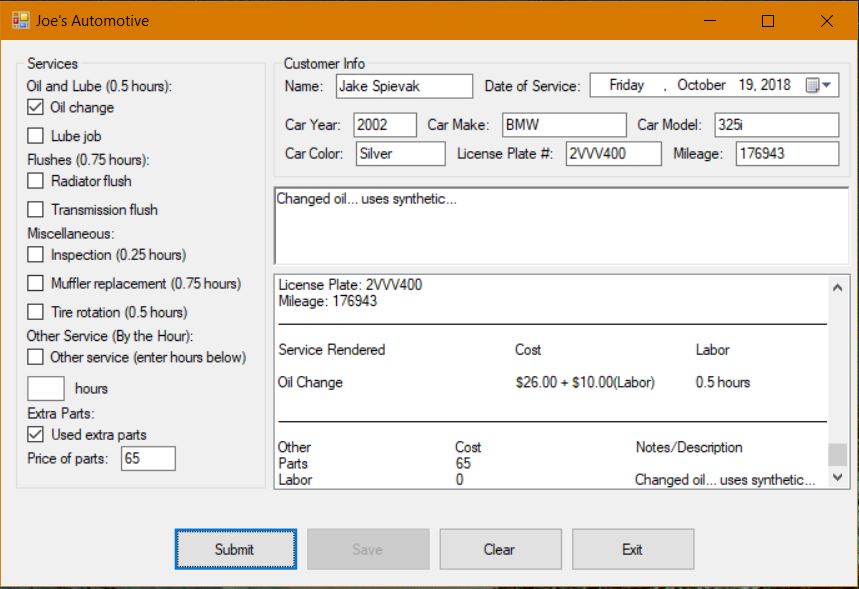 Joe's Automotive
Services
Oil and Lube (0.5 hours):
Oil change
Lube job
Flushes (0.75 hours):
Radiator flush
Transmission flush
Miscellaneous:
Inspection (0.25 hours)
Muffler replacement (0.75 hours)
Tire rotation (0.5 hours)
Other Service (By the Hour):
Other service (enter hours below)
hours
Extra Parts:
Used extra parts
Price of parts: 65
Customer Info
Name: Jake Spievak Date of Service: Friday , October 19, 2018
Car Year: 2002 Car Make: BMW Car Model: 325i
Car Color: Silver License Plate #: 2VVV400 Mileage: 176943
Changed oil... uses synthetic...
License Plate: 2VVV400
Mileage: 176943
Service Rendered Cost Labor
Oil Change $26.00 + $10.00(Labor) 0.5 hours
Other Cost Notes/Description
Parts 65
Labor 0 Changed oil... uses synthetic...
Submit Save Clear Exit